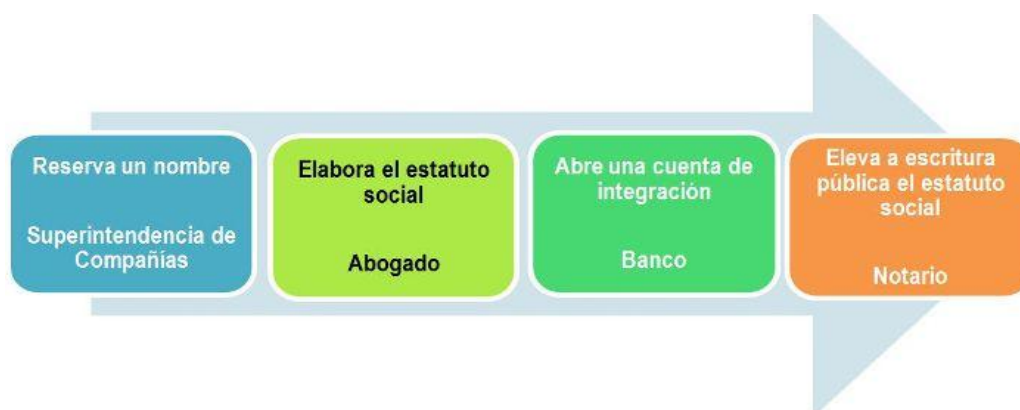 Reserva un nombre
Superintendencia de
Compañías
Elabora el estatuto
social
Abogado
Abre una cuenta de
integración
Banco
Eleva a escritura
pública el estatuto
social
Notario